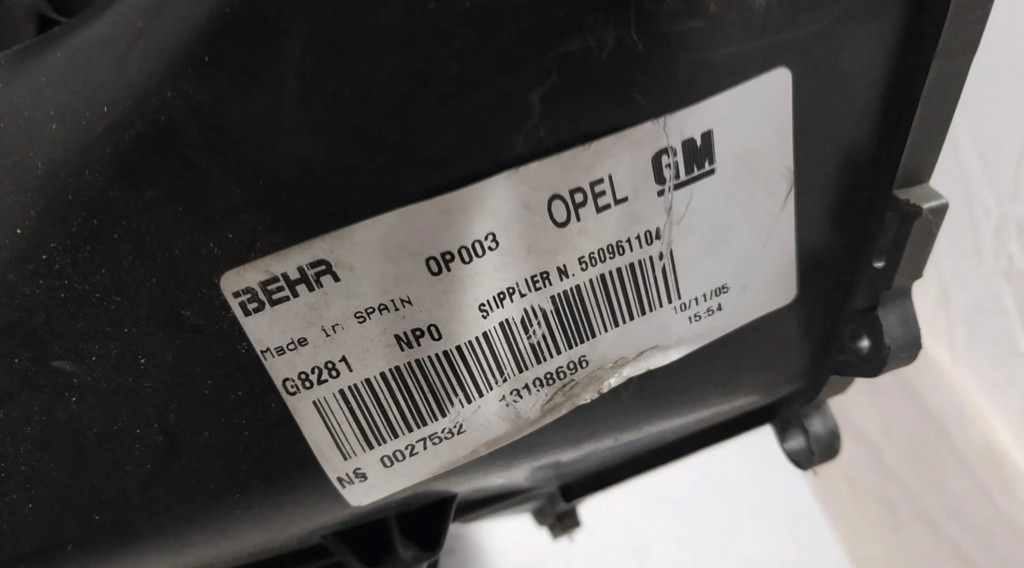 BEHR OP003 OPEL GM
Made in SPAIN SUPPLIER N. 560961104
G8281 NPO
10/11/05
15:54
N§ 0027532 13198696